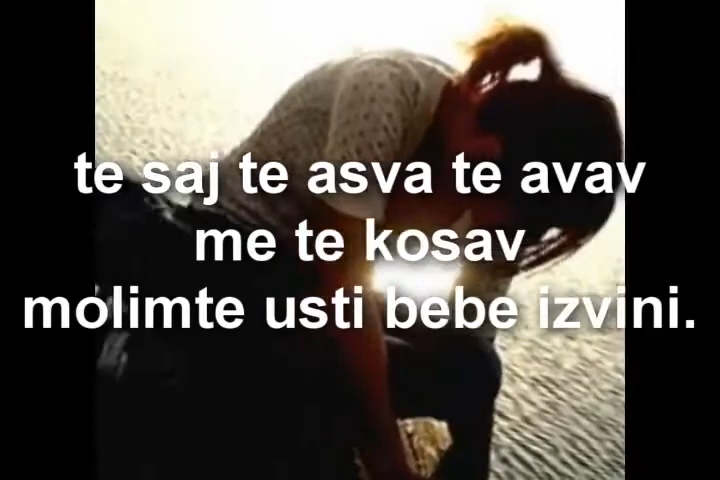 te saj te asva te avav
me te kosav
molimte usti bebe izvini.